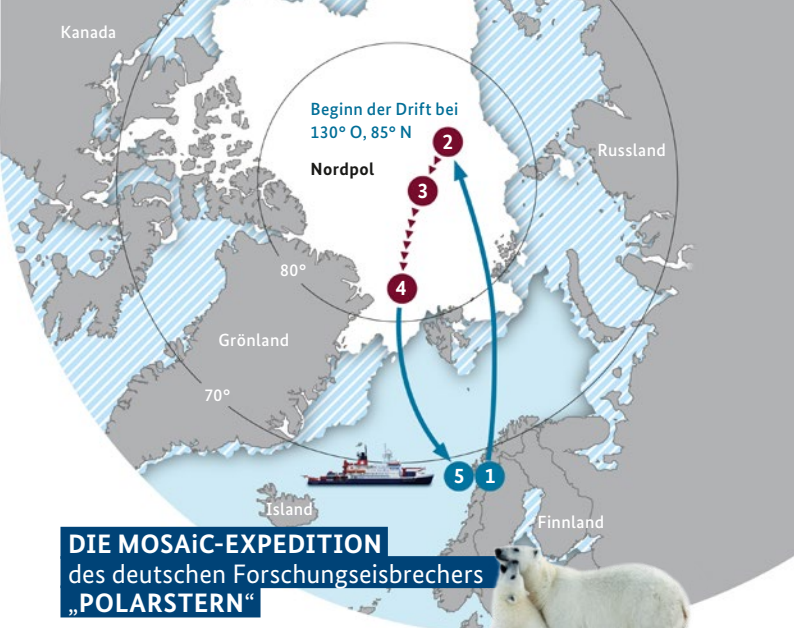 Kanada
Beginn der Drift bei
130° O, 85° N
2
Nordpol
Russland
3
80°
4
Grönland
70°
5
1
Island
Finnland
DIE MOSAiC-EXPEDITION
des deutschen Forschungseisbrechers
„POLARSTERN“